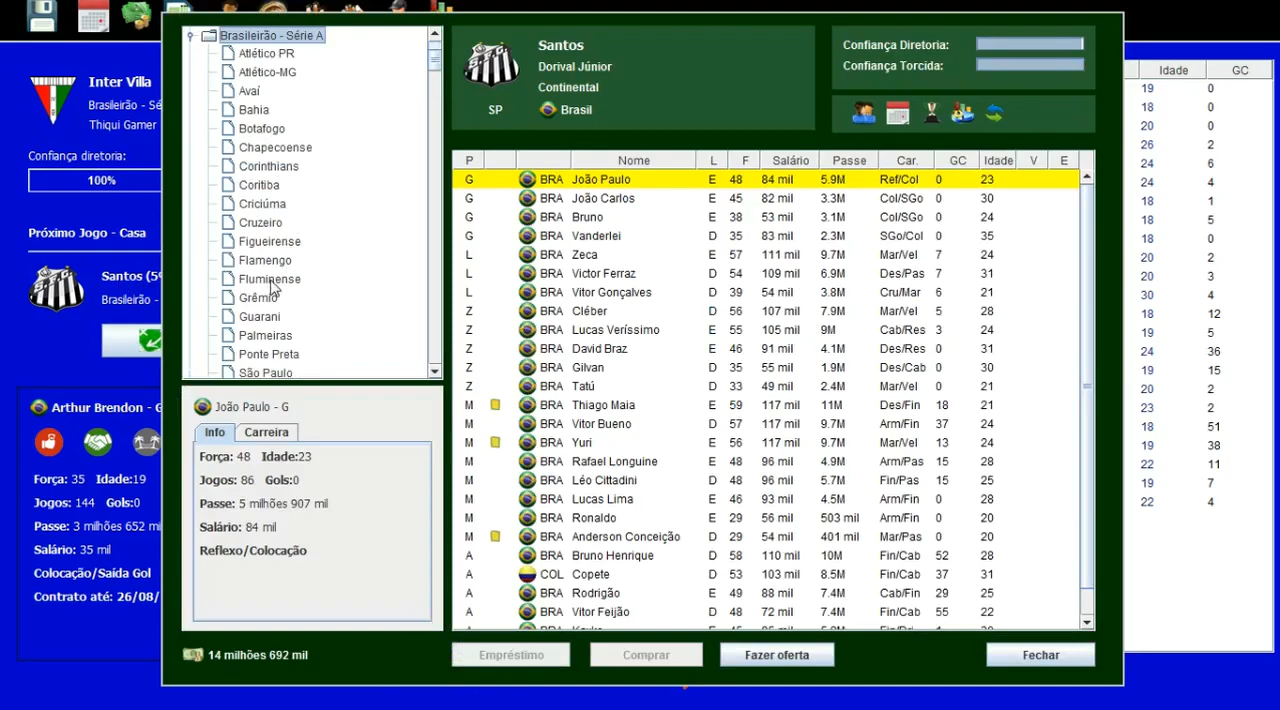 Inter Villa
Brasileirão - Sé
Thiqui Gamer
Confiança diretoria:
100%
Próximo Jogo - Casa
Santos (5º
Brasileirão -
Arthur Brendon - G
Força: 35 Idade:19
Jogos: 144 Gols:0
Passe: 3 milhões 652 mi
Salário: 35 mil
Colocação/Saída Gol
Contrato até: 26/08/
Brasileirão - Série A
Atlético PR
Atlético-MG
Avaí
Bahia
Botafogo
Chapecoense
Corinthians
Coritiba
Criciúma
Cruzeiro
Figueirense
Flamengo
Fluminense
Grêmio
Guarani
Palmeiras
Ponte Preta
São Paulo
João Paulo - G
Info Carreira
Força: 48 Idade:23
Jogos: 86 Gols:0
Passe: 5 milhões 907 mil
Salário: 84 mil
Reflexo/Colocação
14 milhões 692 mil
Santos
Dorival Júnior
Continental
SP Brasil
Confiança Diretoria:
Confiança Torcida:
P Nome L F Salário Passe Car. GC Idade V E
G BRA João Paulo E 48 84 mil 5.9M Ref/Col 0 23
G BRA João Carlos E 45 82 mil 3.3M Col/SGo 0 30
G BRA Bruno E 38 53 mil 3.1M Col/SGo 0 24
G BRA Vanderlei D 35 83 mil 2.3M SGo/Col 0 35
L BRA Zeca E 57 111 mil 9.7M Mar/Vel 7 24
L BRA Victor Ferraz D 54 109 mil 6.9M Des/Pas 7 31
L BRA Vitor Gonçalves D 39 54 mil 3.8M Cru/Mar 6 21
Z BRA Cléber D 56 107 mil 7.9M Mar/Vel 5 28
Z BRA Lucas Veríssimo E 55 105 mil 9M Cab/Res 3 24
Z BRA David Braz E 46 91 mil 4.1M Des/Res 0 31
Z BRA Gilvan D 35 55 mil 1.9M Des/Cab 0 30
Z BRA Tatú D 33 49 mil 2.4M Mar/Vel 0 21
M BRA Thiago Maia E 59 117 mil 11M Des/Fin 18 21
M BRA Vitor Bueno D 57 117 mil 9.7M Arm/Fin 37 24
M BRA Yuri E 56 117 mil 9.7M Mar/Vel 13 24
M BRA Rafael Longuine E 48 96 mil 4.9M Arm/Pas 15 28
M BRA Léo Cittadini D 48 96 mil 5.7M Fin/Pas 15 25
M BRA Lucas Lima E 46 93 mil 4.5M Arm/Fin 0 28
M BRA Ronaldo E 29 56 mil 503 mil Arm/Fin 0 20
M BRA Anderson Conceição D 29 54 mil 401 mil Mar/Pas 0 20
A BRA Bruno Henrique D 58 110 mil 10M Fin/Cab 52 28
A COL Copete D 53 103 mil 8.5M Fin/Cab 37 31
A BRA Rodrigão E 49 88 mil 7.4M Cab/Fin 29 25
A BRA Vitor Feijão D 48 72 mil 7.4M Fin/Cab 55 22
Empréstimo Comprar Fazer oferta Fechar
Idade GC
19 0
18 0
20 0
26 2
24 6
24 4
18 1
18 5
18 0
20 2
20 3
30 4
18 12
19 5
24 36
19 15
20 2
23 2
18 51
19 38
22 11
19 7
22 4